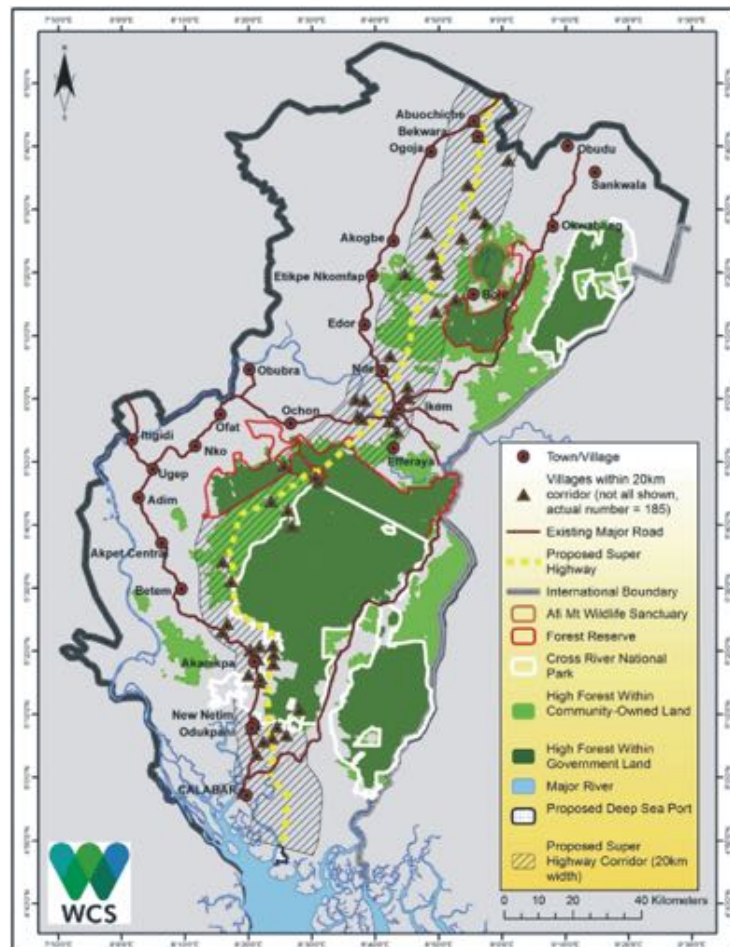 Abuochiche
Bekwara
Ogoja
Obudu
Sankwala
Okwabang
Akogbe
Etikpe Nkomfap
Boje
Edor
Nde
Obubra
Ikom
Ofat
Ochon
Itigidi
Nko
Efferaya
Ugep
Adim
Akpet Central
Betem
Akamkpa
New Netim
Odukpani
CALABAR
Town/Village
Villages within 20km
corridor (not all shown,
actual number = 185)
Existing Major Road
Proposed Super
Highway
International Boundary
Afi Mt Wildlife Sanctuary
Forest Reserve
Cross River National
Park
High Forest Within
Community-Owned Land
High Forest Within
Government Land
Major River
Proposed Deep Sea Port
Proposed Super
Highway Corridor (20km
width)
0 10 20 40 Kilometers
WCS